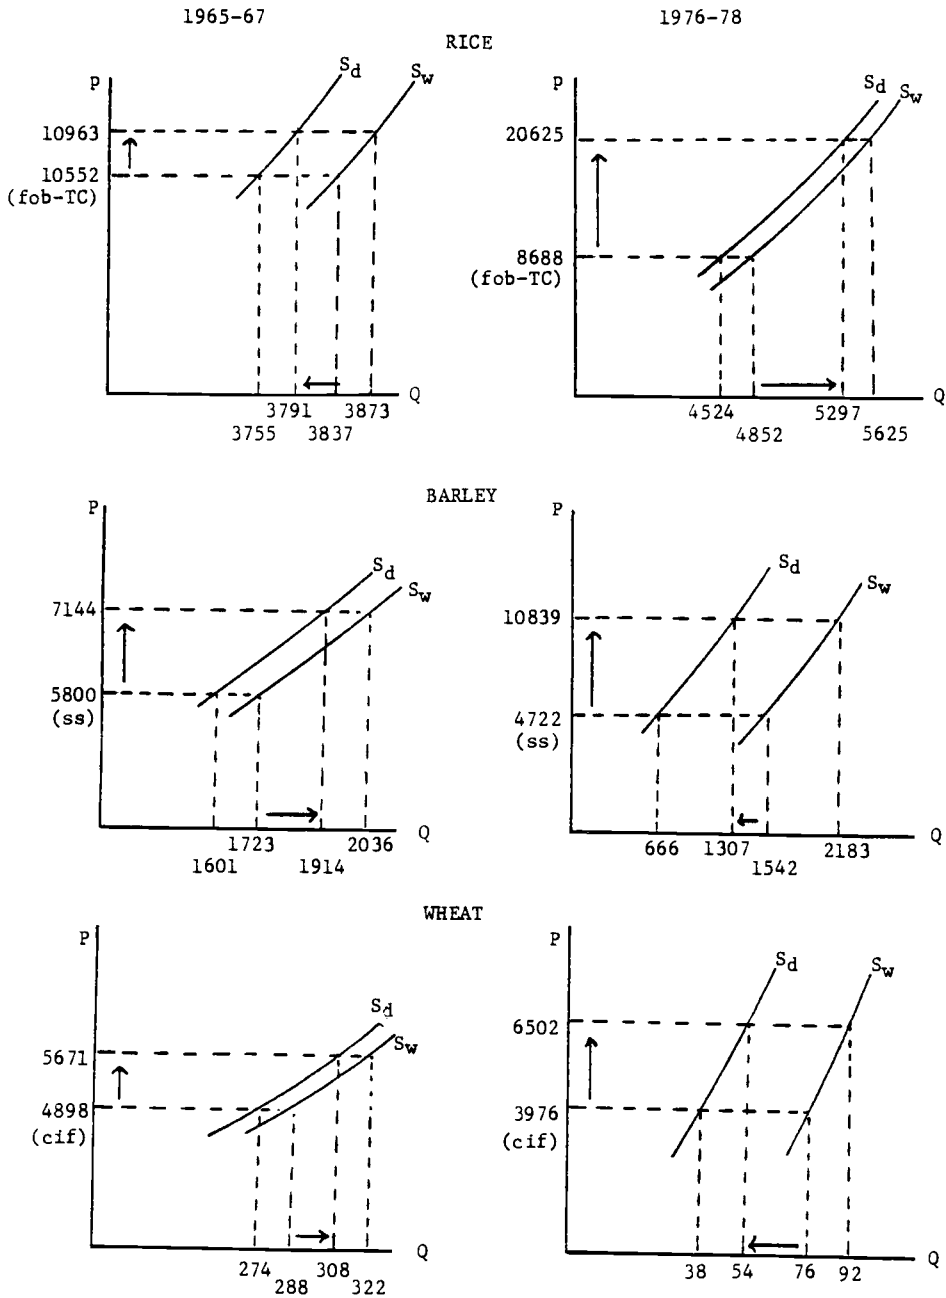 1965-67 1976-78
RICE
P Sd Sw
10963
10552
(fob-TC)
Q
3791 3873
3755 3837
P Sd Sw
20625
8688
(fob-TC)
Q
4524 5297
4852 5625
BARLEY
P Sd Sw
7144
5800
(ss)
Q
1723 2036
1601 1914
P Sd Sw
10839
4722
(ss)
Q
666 1307 2183
1542
WHEAT
P Sd
Sw
5671
4898
(cif)
Q
274 308
288 322
P Sd Sw
6502
3976
(cif)
Q
38 54 76 92